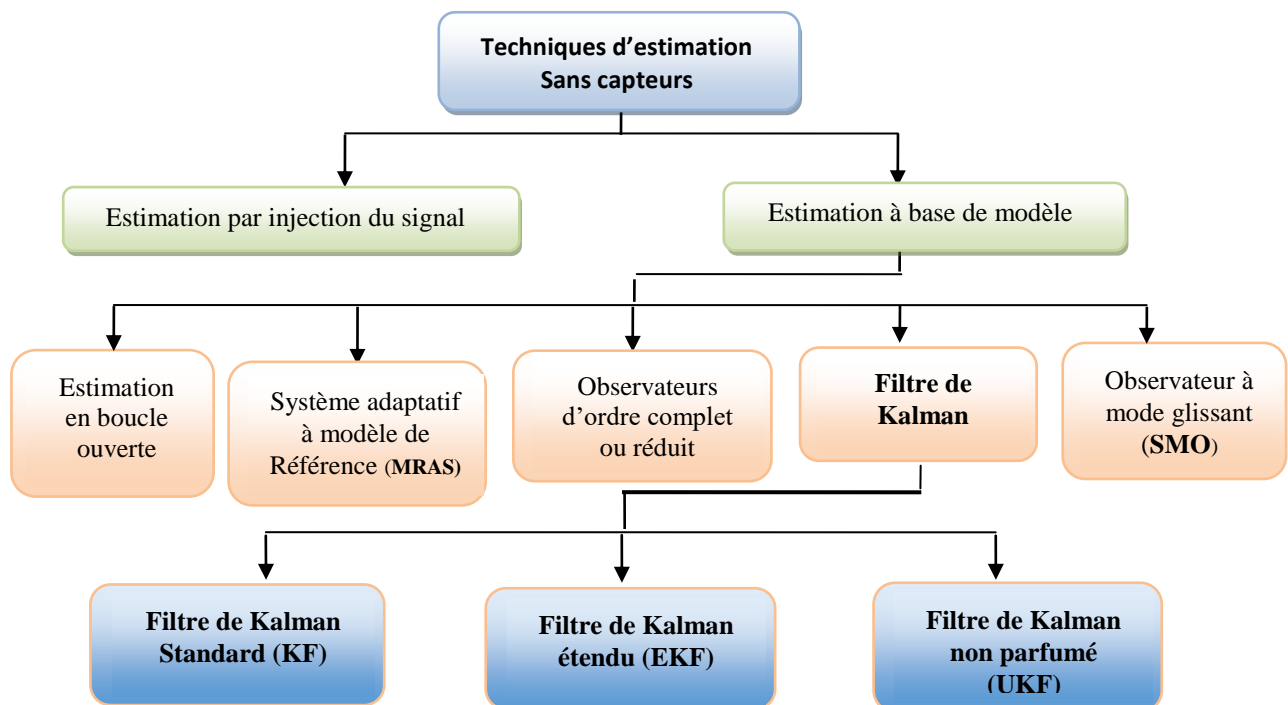 Techniques d'estimation
Sans capteurs
Estimation par injection du signal
Estimation à base de modèle
Estimation
en boucle
ouverte
Système adaptatif
à modèle de
Référence (MRAS)
Observateurs
d'ordre complet
ou réduit
Filtre de
Kalman
Observateur à
mode glissant
(SMO)
Filtre de Kalman
Standard (KF)
Filtre de Kalman
étendu (EKF)
Filtre de Kalman
non parfumé
(UKF)